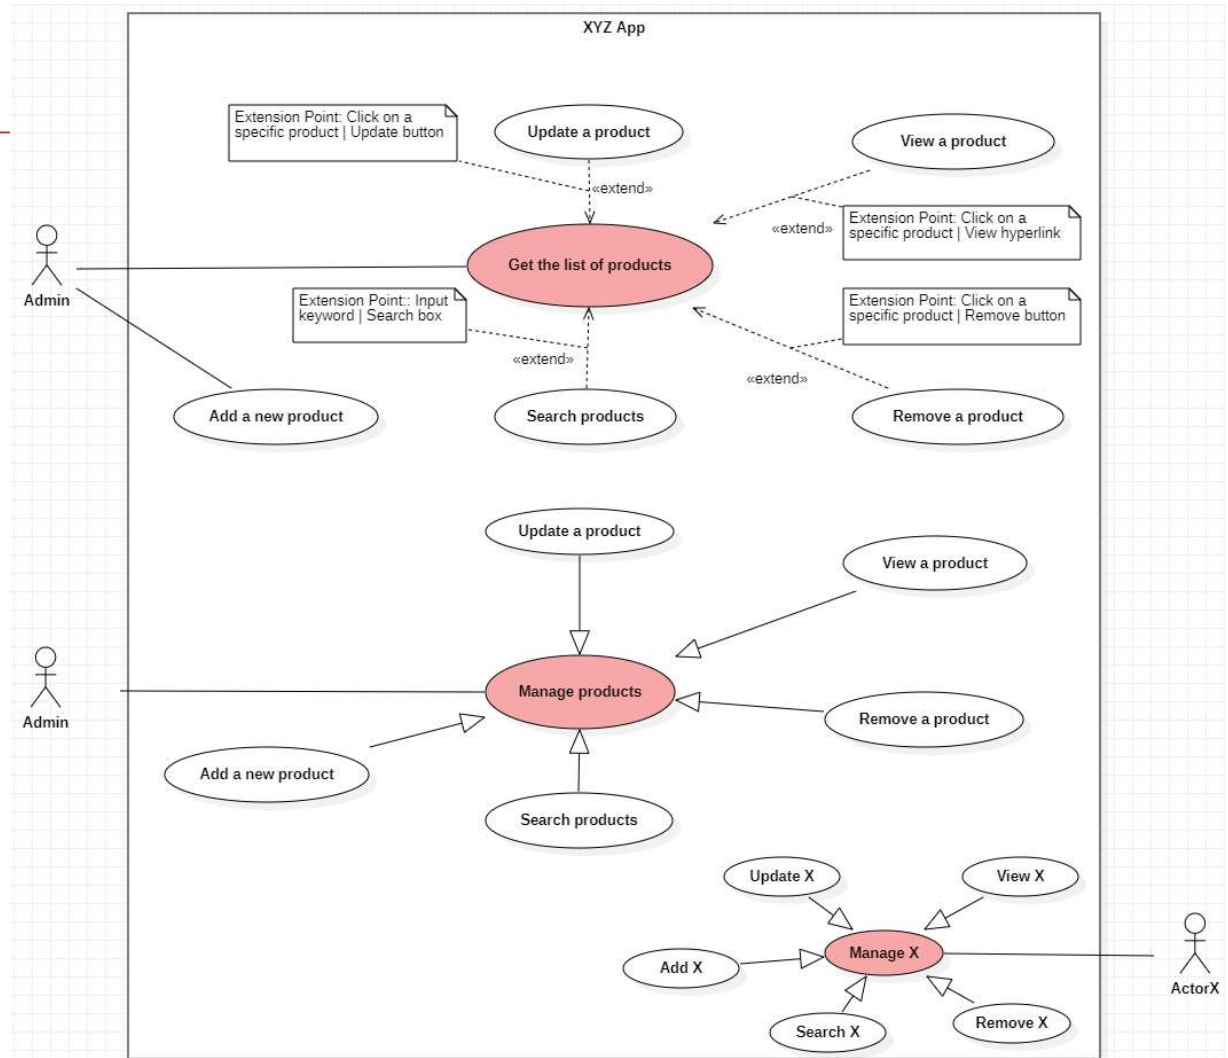 XYZ App
Extension Point: Click on a
specific product | Update button
Update a product
View a product
«extend»
Extension Point: Click on a
specific product | View hyperlink
«extend»
Get the list of products
Admin
Extension Point:: Input
keyword | Search box
Extension Point: Click on a
specific product | Remove button
«extend»
«extend»
Add a new product
Search products
Remove a product
Update a product
View a product
Manage products
Admin
Remove a product
Add a new product
Search products
Update X
View X
Manage X
Add X
ActorX
Search X
Remove X